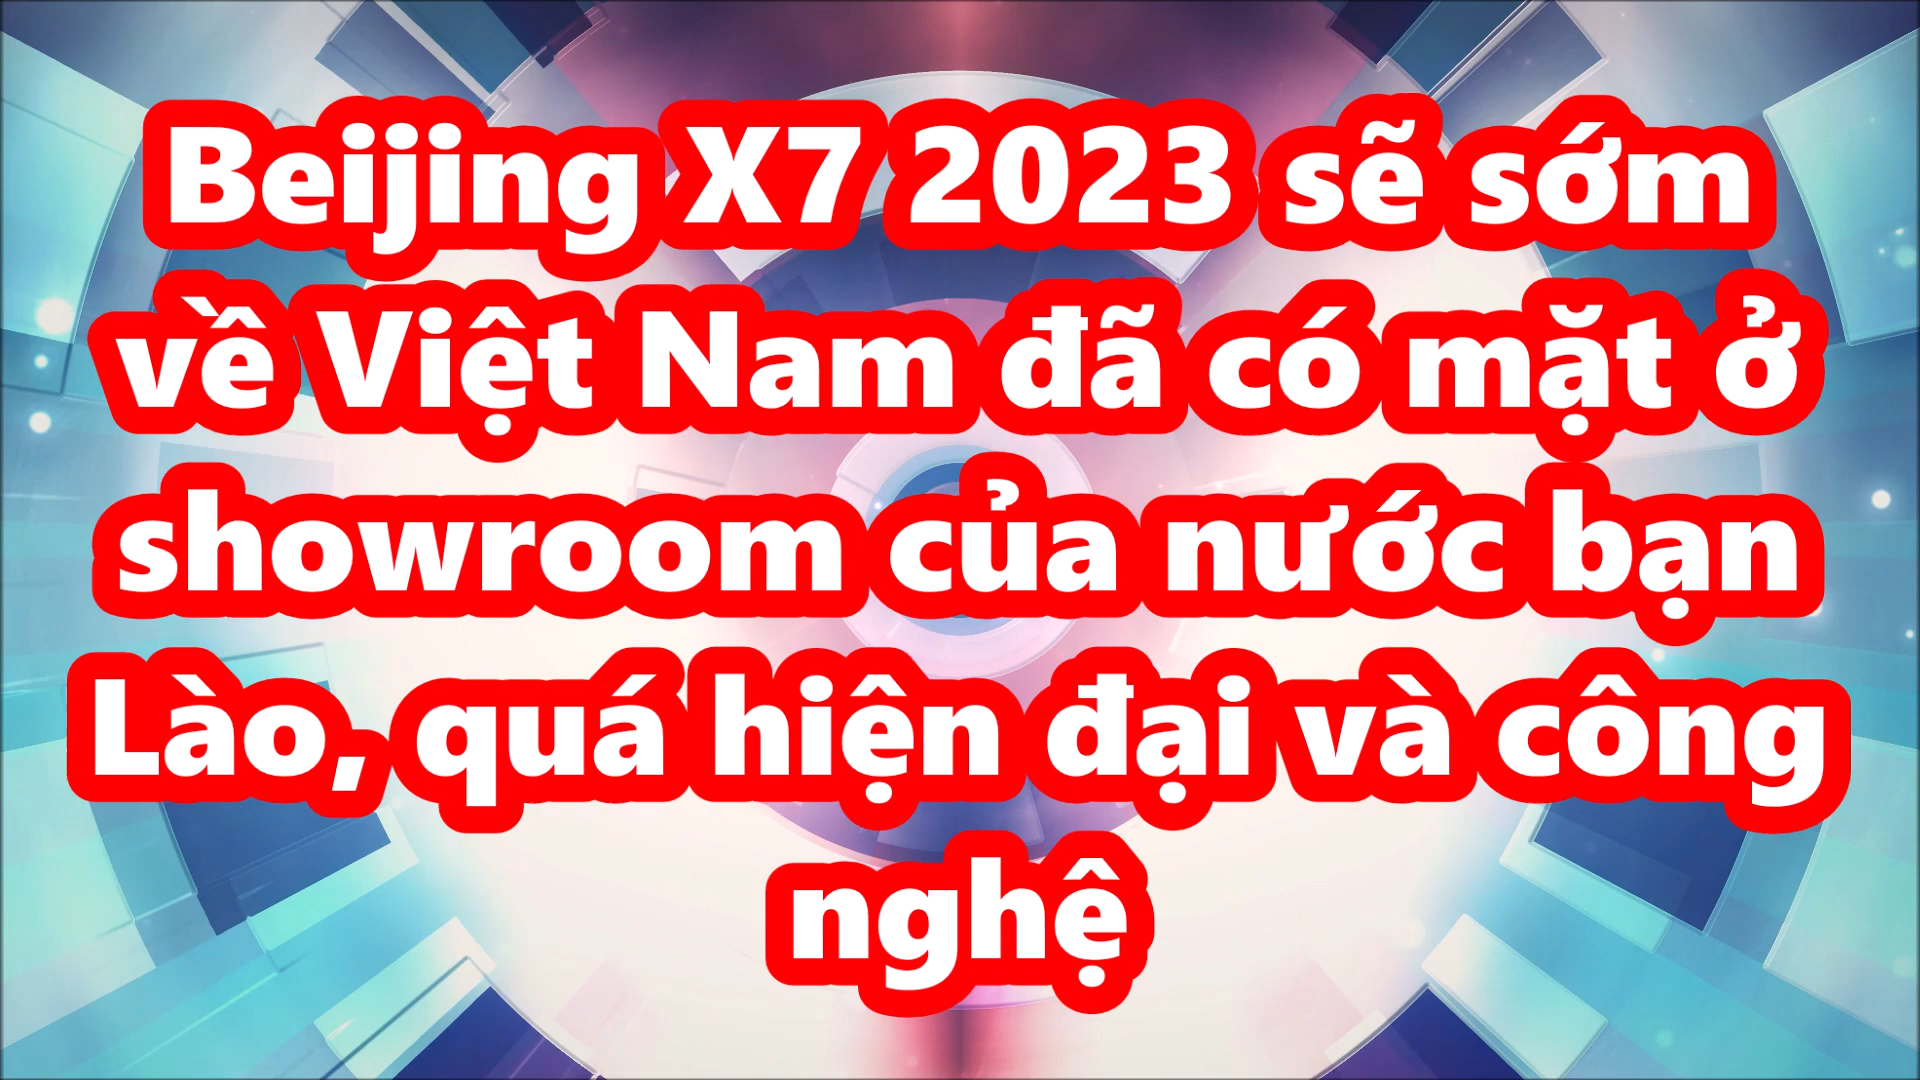 Beijing X7 2023 sẽ sớm
về Việt Nam đã có mặt ở
showroom của nước bạn
Lào, quá hiện đại và công
nghệ